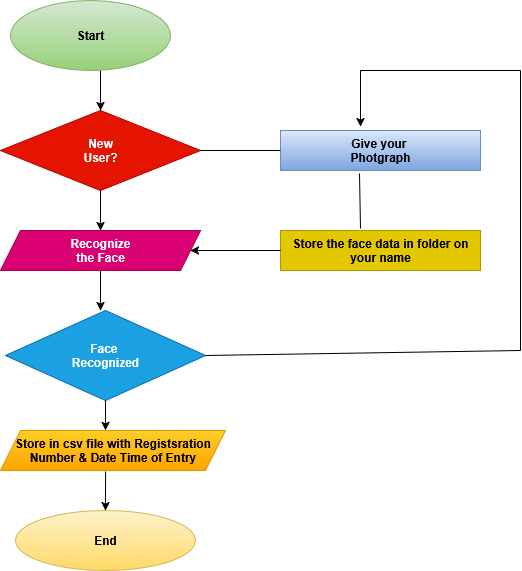 Start
New
User?
Give your
Photgraph
Recognize
the Face
Store the face data in folder on
your name
Face
Recognized
Store in csv file with Registsration
Number & Date Time of Entry
End